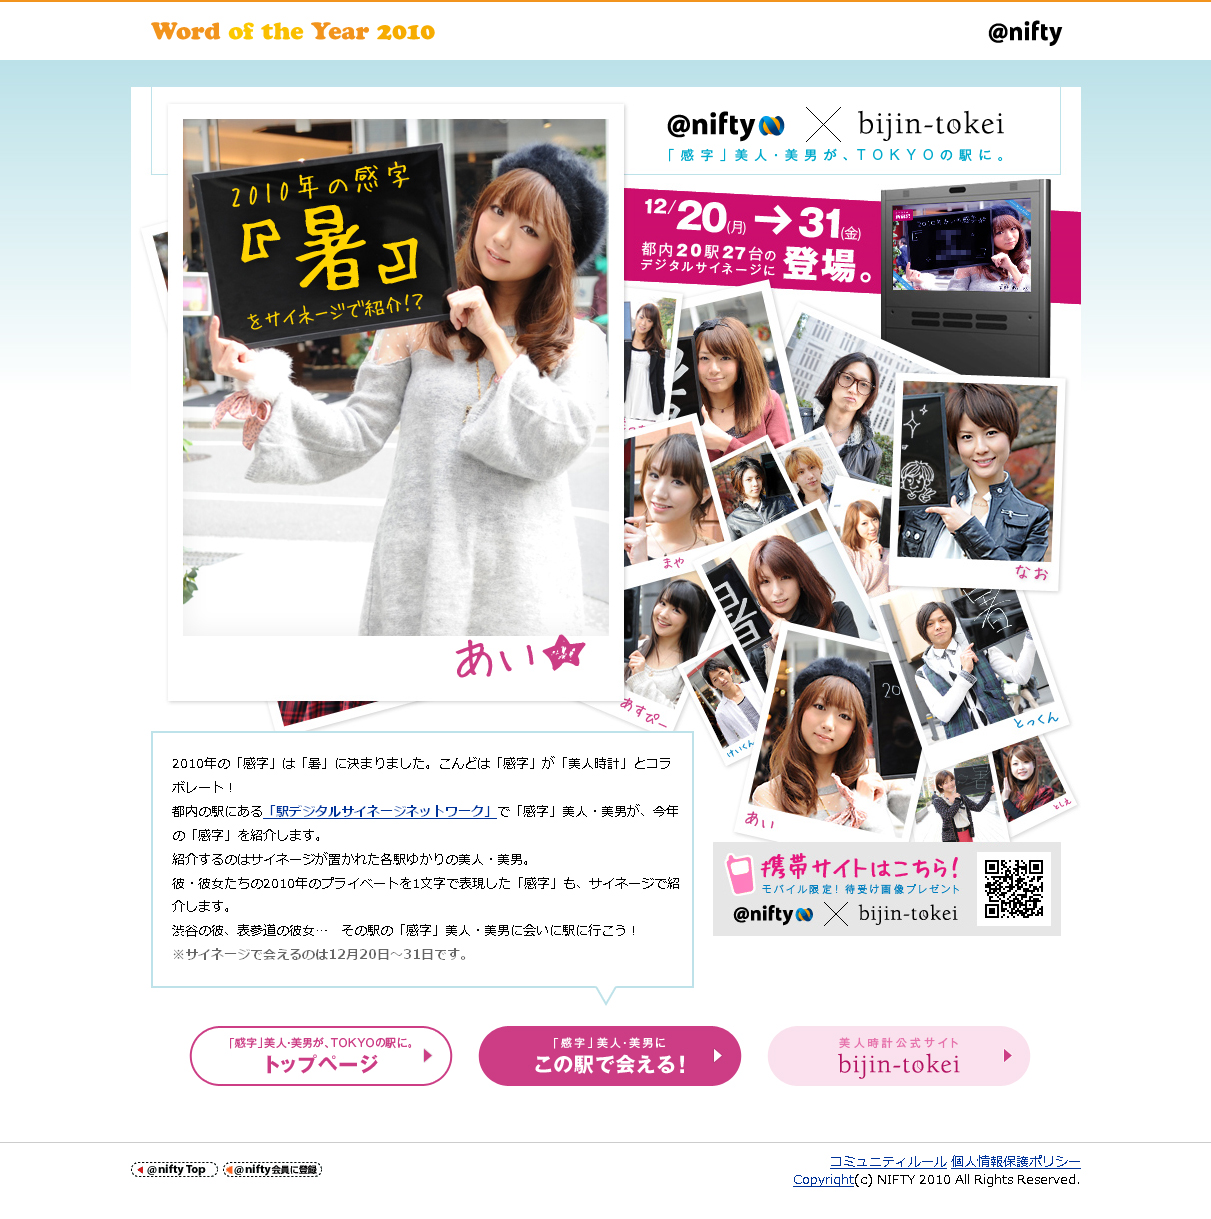 Word of the Year 2010
@nifty
@nifty × bijin-tokei
「感字」美人・美男が、TOKYOの駅に。
2010年の感字
『暑』
をサイネージで紹介!?
あい
12/20(月)→31(金)
都内20駅27台の
デジタルサイネージに登場。
まや
なお
あすぴー
けいくん
とっくん
あい
としえ
2010年の「感字」は「暑」に決まりました。こんどは「感字」が「美人時計」とコラ
ボレート！
都内の駅にある「駅デジタルサイネージネットワーク」で「感字」美人・美男が、今年
の「感字」を紹介します。
紹介するのはサイネージが置かれた各駅ゆかりの美人・美男。
彼・彼女たちの2010年のプライベートを1文字で表現した「感字」も、サイネージで紹
介します。
渋谷の彼、表参道の彼女…　その駅の「感字」美人・美男に会いに駅に行こう！
※サイネージで会えるのは12月20日～31日です。
携帯サイトはこちら!
モバイル限定! 待受け画像プレゼント
@nifty × bijin-tokei
「感字」美人・美男が、TOKYOの駅に。
トップページ
「感字」美人・美男に
この駅で会える!
美人時計公式サイト
bijin-tokei
@nifty Top
@nifty会員に登録
コミュニティルール 個人情報保護ポリシー
Copyright(c) NIFTY 2010 All Rights Reserved.